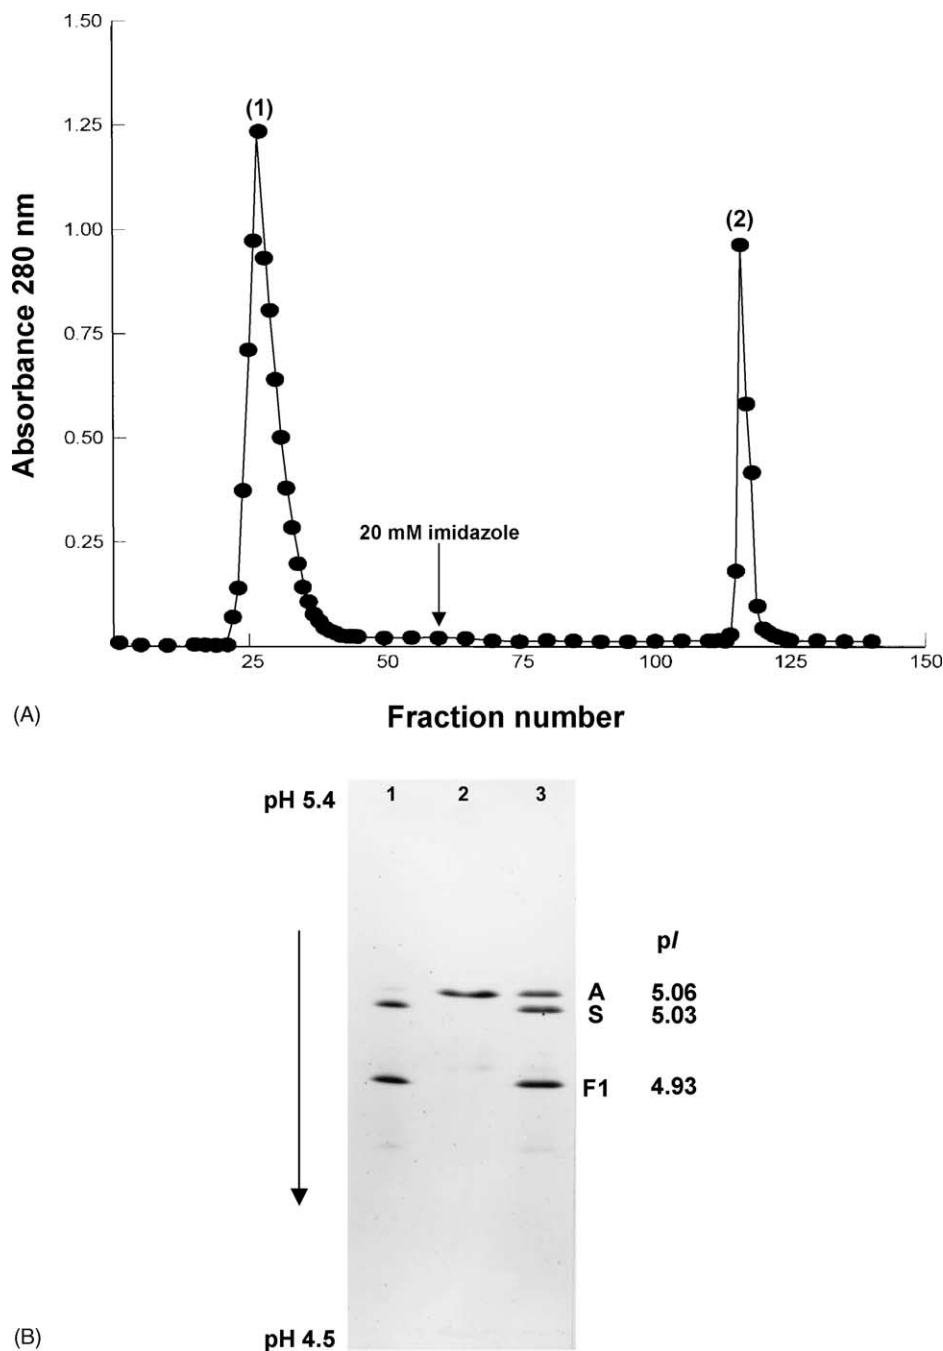 1.50
(1)
1.25
(2)
1.00
0.75
0.50
0.25
Absorbance 280 nm
20 mM imidazole
25 50 75 100 125 150
(A)
Fraction number
pH 5.4
1 2 3
pI
A 5.06
S 5.03
F1 4.93
(B)
pH 4.5